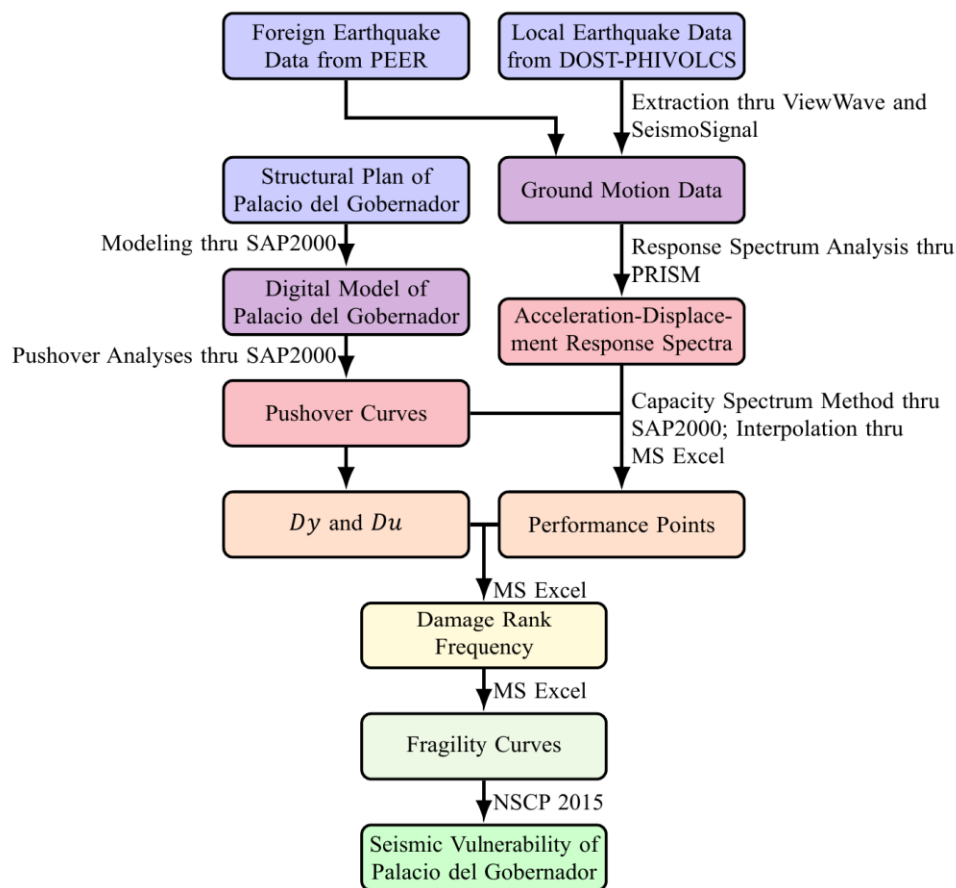 Foreign Earthquake
Data from PEER
Local Earthquake Data
from DOST-PHIVOLCS
Extraction thru ViewWave and
SeismoSignal
Structural Plan of
Palacio del Gobernador
Ground Motion Data
Modeling thru SAP2000
Response Spectrum Analysis thru
PRISM
Digital Model of
Palacio del Gobernador
Acceleration-Displace-
ment Response Spectra
Pushover Analyses thru SAP2000
Pushover Curves
Capacity Spectrum Method thru
SAP2000; Interpolation thru
MS Excel
Dy and Du
Performance Points
MS Excel
Damage Rank
Frequency
MS Excel
Fragility Curves
NSCP 2015
Seismic Vulnerability of
Palacio del Gobernador